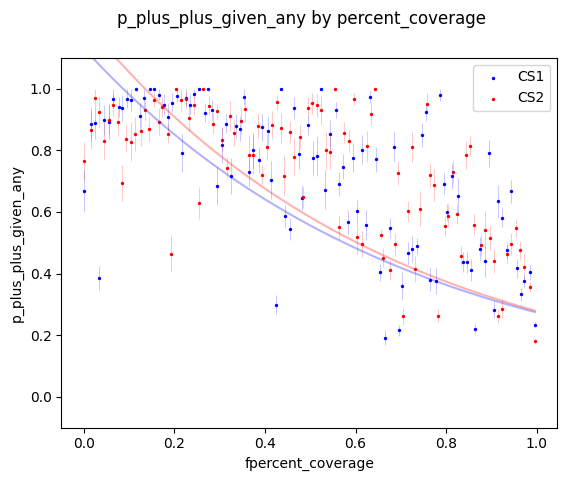 p_plus_plus_given_any by percent_coverage
CS1
CS2
p_plus_plus_given_any
1.0
0.8
0.6
0.4
0.2
0.0
0.0 0.2 0.4 0.6 0.8 1.0
fpercent_coverage